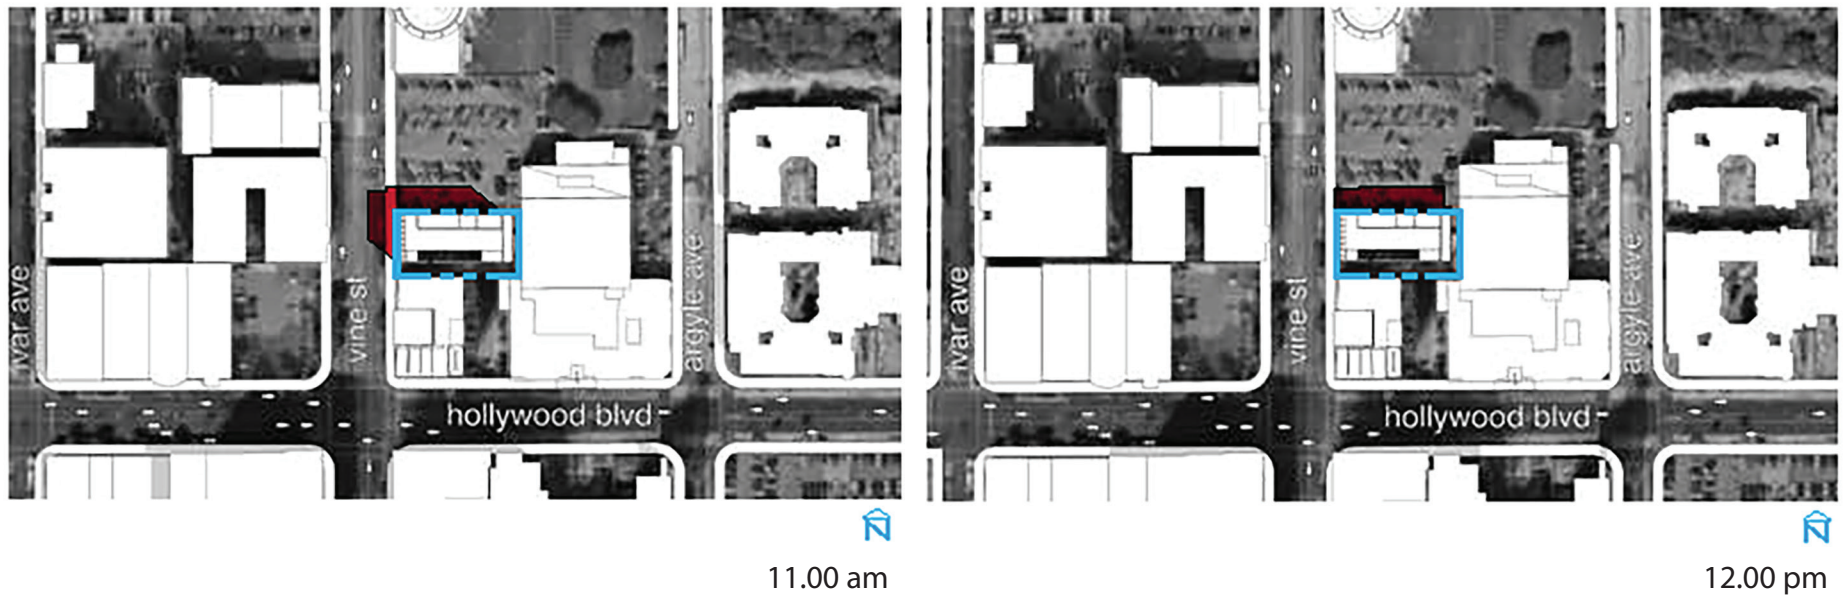 ivar ave
vine st
argyle ave
hollywood blvd
N
11.00 am
ivar ave
vine st
argyle ave
hollywood blvd
N
12.00 pm